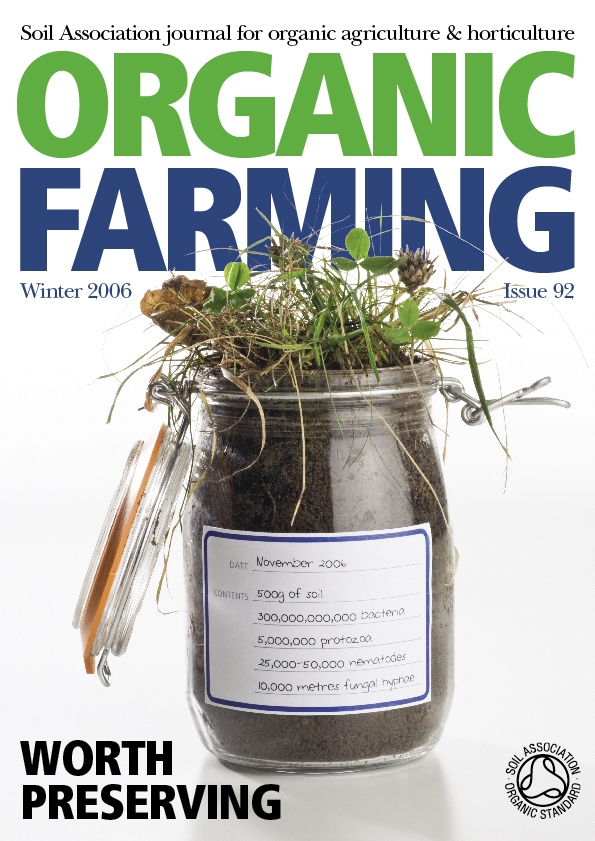 Soil Association journal for organic agriculture & horticulture
ORGANIC
FARMING
Winter 2006
Issue 92
DATE November 2006
CONTENTS 500g of soil
300,000,000,000 bacteria
5,000,000 protozoa
25,000-50,000 nematodes
10,000 metres fungal hyphae
WORTH
PRESERVING
SOIL ASSOCIATION
ORGANIC STANDARD